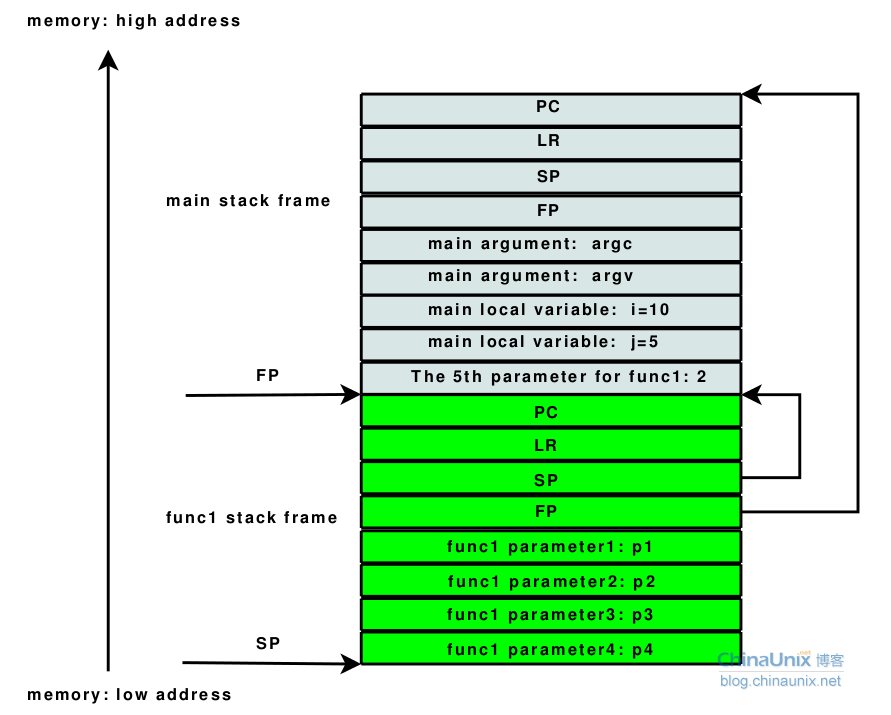 memory: high address
PC
LR
SP
main stack frame
FP
main argument: argc
main argument: argv
main local variable: i=10
main local variable: j=5
FP
The 5th parameter for func1: 2
PC
LR
SP
func1 stack frame
FP
func1 parameter1: p1
func1 parameter2: p2
func1 parameter3: p3
SP
func1 parameter4: p4
ChinaUnix.net 博客
blog.chinaunix.net
memory: low address